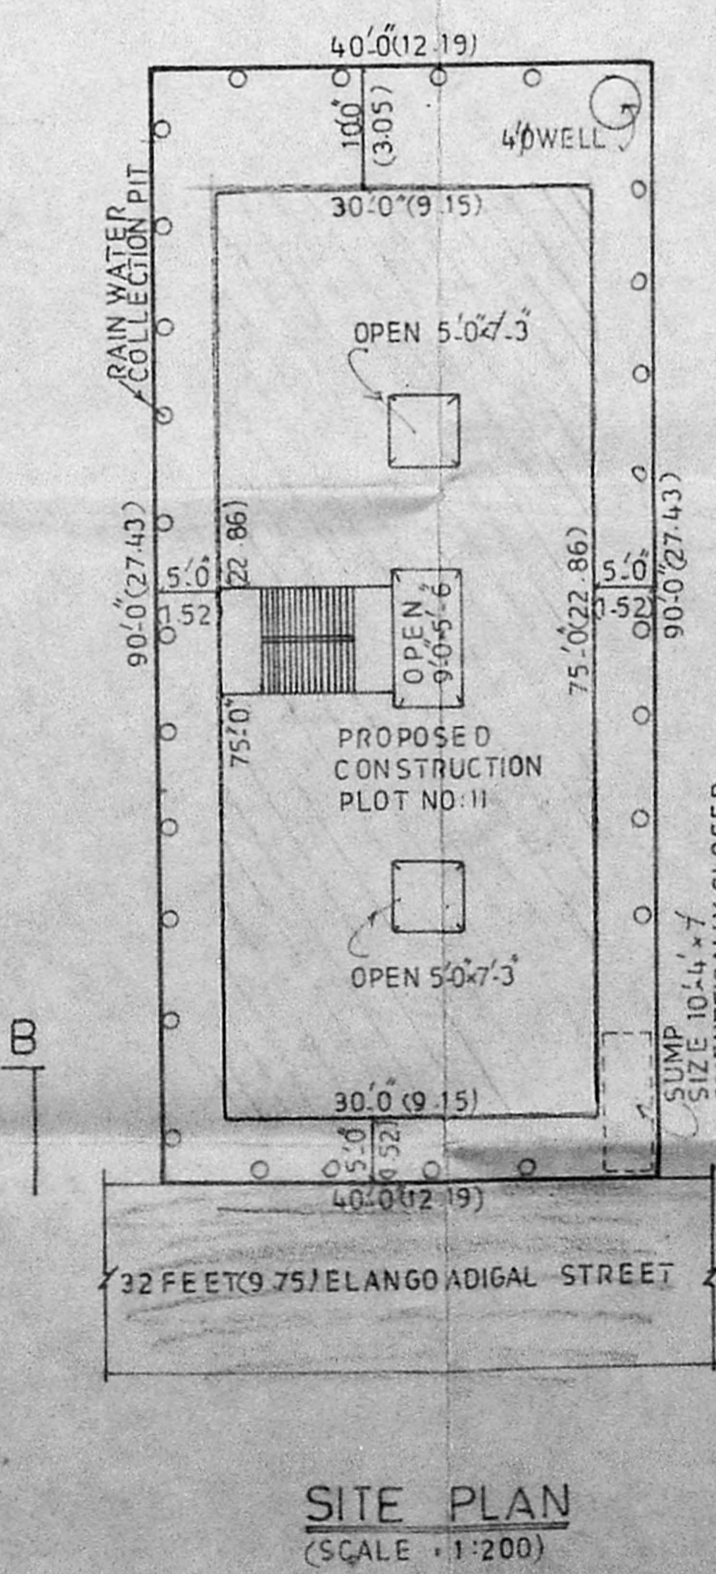 40'-0"(12.19)
10'0"
(3.05)
4'ϕWELL
30'-0"(9.15)
RAIN WATER
COLLECTION PIT
OPEN 5'-0"x7'-3"
90'-0"(27.43)
5'-0"
1.52
(22.86)
75'-0"
OPEN
9'-0"5'-6"
75'-0"(22.86)
5'-0"
(1.52)
90'-0"(27.43)
PROPOSED
CONSTRUCTION
PLOT NO:11
OPEN 5'-0"x7'-3"
B
SUMP
SIZE 10'x4'x7'
30'-0"(9.15)
5'-0"
(1.52)
40'-0"(12.19)
32 FEET(9.75) ELANGO ADIGAL STREET
SITE PLAN
(SCALE : 1:200)